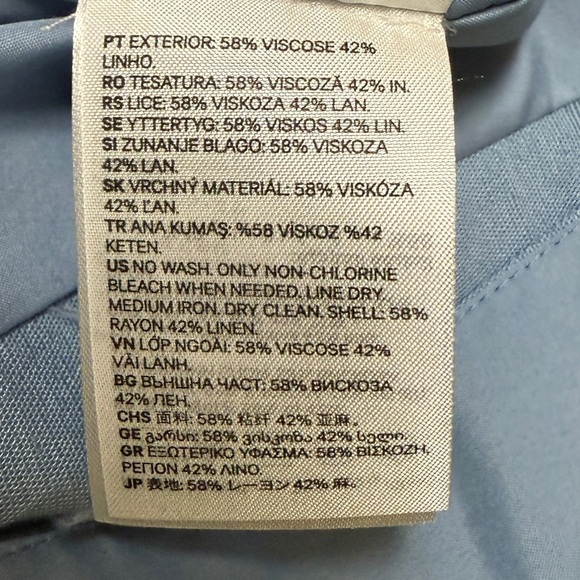 PT EXTERIOR: 58% VISCOSE 42%
LINHO.
RO TESATURA: 58% VISCOZĂ 42% IN.
RS LICE: 58% VISKOZA 42% LAN.
SE YTTERTYG: 58% VISKOS 42% LIN.
SI ZUNANJE BLAGO: 58% VISKOZA
42% LAN.
SK VRCHNÝ MATERIÁL: 58% VISKÓZA
42% ĽAN.
TR ANA KUMAŞ: %58 VİSKOZ %42
KETEN.
US NO WASH. ONLY NON-CHLORINE
BLEACH WHEN NEEDED. LINE DRY.
MEDIUM IRON. DRY CLEAN. SHELL: 58%
RAYON 42% LINEN.
VN LỚP NGOÀI: 58% VISCOSE 42%
VẢI LANH.
BG ВЪНШНА ЧАСТ: 58% ВИСКОЗА
42% ЛЕН.
CHS 面料: 58% 粘纤 42% 亚麻。
GE გარსი: 58% ვისკოზა 42% სელი.
GR ΕΞΩΤΕΡΙΚΟ ΥΦΑΣΜΑ: 58% ΒΙΣΚΟΖΗ,
ΡΕΓΙΟΝ 42% ΛΙΝΟ.
JP 表地: 58% レーヨン 42% 麻。